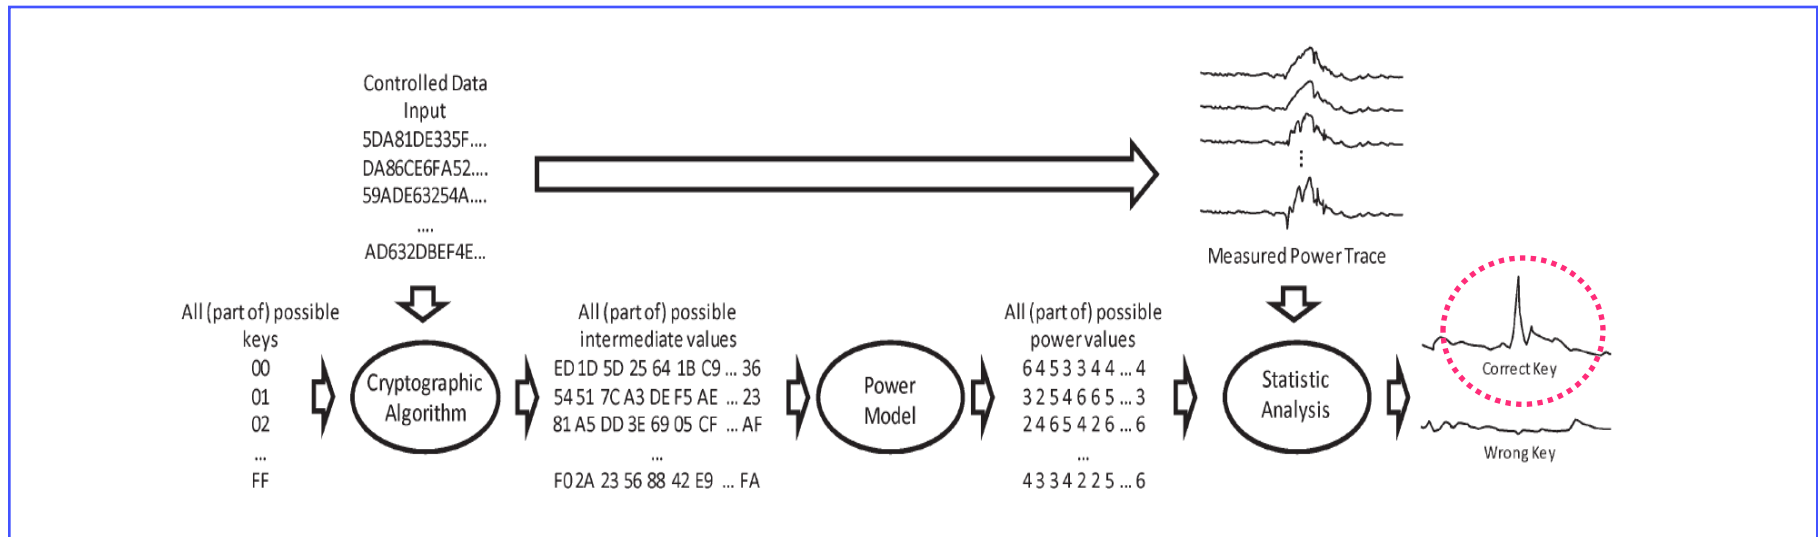 Controlled Data
Input
5DA81DE335F....
DA86CE6FA52....
59ADE63254A....
....
AD632DBEF4E...
Measured Power Trace
All (part of) possible
keys
00
01
02
...
FF
Cryptographic
Algorithm
All (part of) possible
intermediate values
ED 1D 5D 25 64 1B C9 ... 36
54 51 7C A3 DE F5 AE ... 23
81 A5 DD 3E 69 05 CF ... AF
...
F0 2A 23 56 88 42 E9 ... FA
Power
Model
All (part of) possible
power values
6 4 5 3 3 4 4 ... 4
3 2 5 4 6 6 5 ... 3
2 4 6 5 4 2 6 ... 6
...
4 3 3 4 2 2 5 ... 6
Statistic
Analysis
Correct Key
Wrong Key